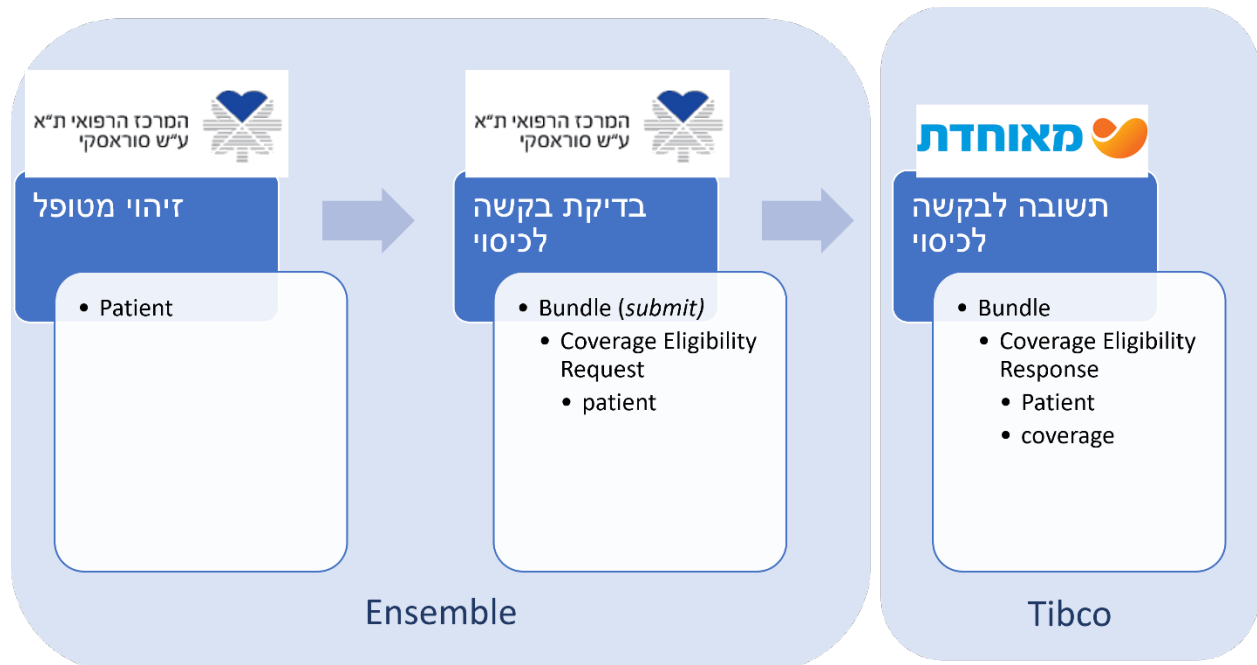 המרכז הרפואי ת"א
ע"ש סוראסקי
זיהוי מטופל
• Patient
המרכז הרפואי ת"א
ע"ש סוראסקי
בדיקת בקשה
לכיסוי
• Bundle (submit)
• Coverage Eligibility
Request
• patient
Ensemble
מאוחדת
תשובה לבקשה
לכיסוי
• Bundle
• Coverage Eligibility
Response
• Patient
• coverage
Tibco